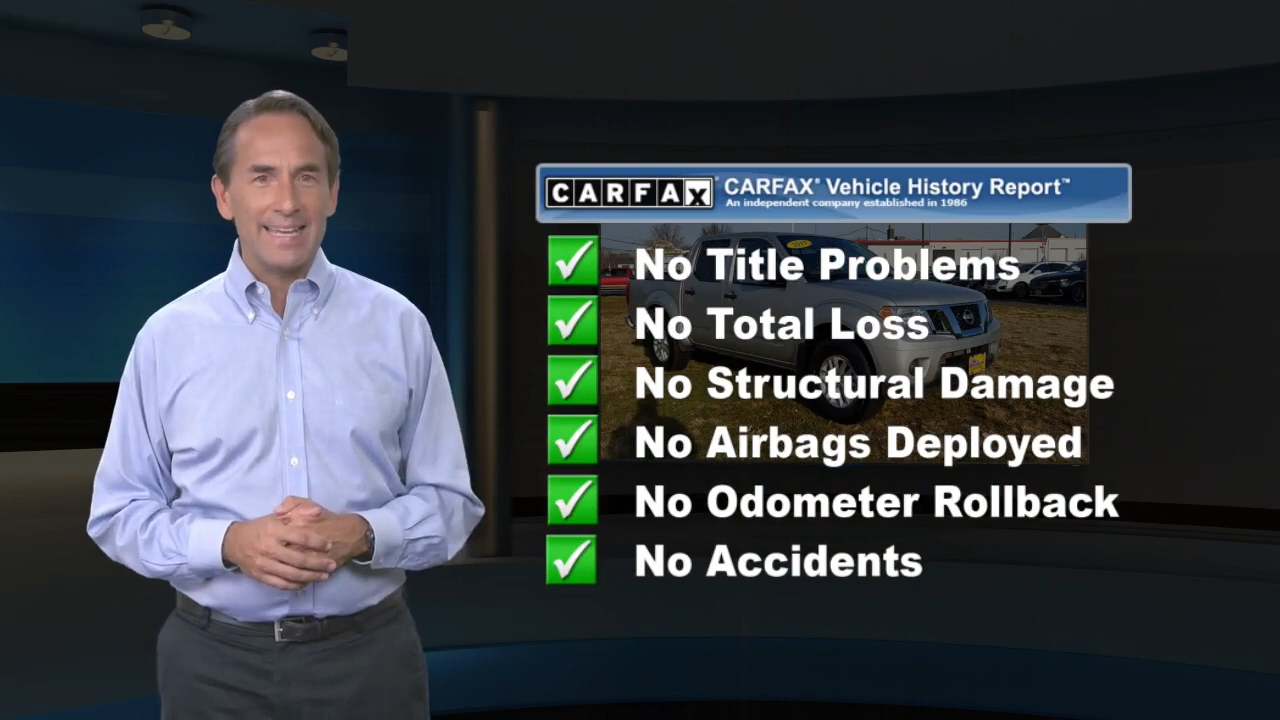 CARFAX
CARFAX® Vehicle History Report™
An independent company established in 1986
No Title Problems
No Total Loss
No Structural Damage
No Airbags Deployed
No Odometer Rollback
No Accidents